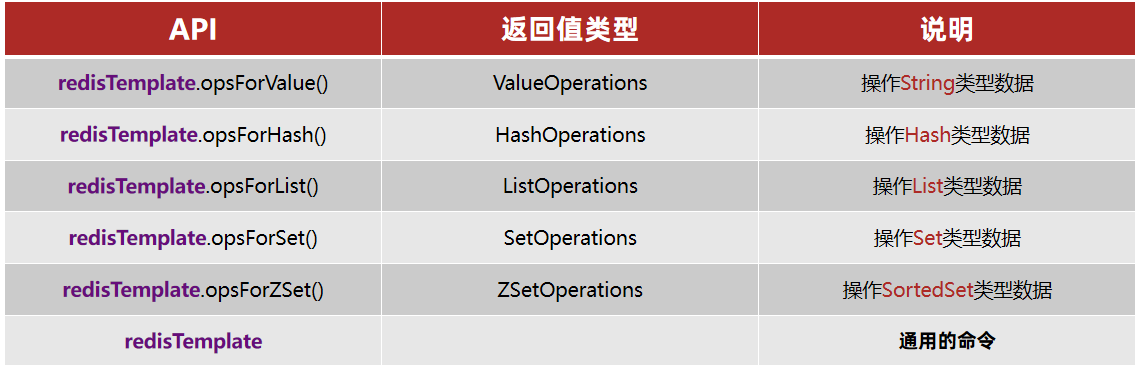 API 返回值类型 说明
redisTemplate.opsForValue() ValueOperations 操作String类型数据
redisTemplate.opsForHash() HashOperations 操作Hash类型数据
redisTemplate.opsForList() ListOperations 操作List类型数据
redisTemplate.opsForSet() SetOperations 操作Set类型数据
redisTemplate.opsForZSet() ZSetOperations 操作SortedSet类型数据
redisTemplate 通用的命令